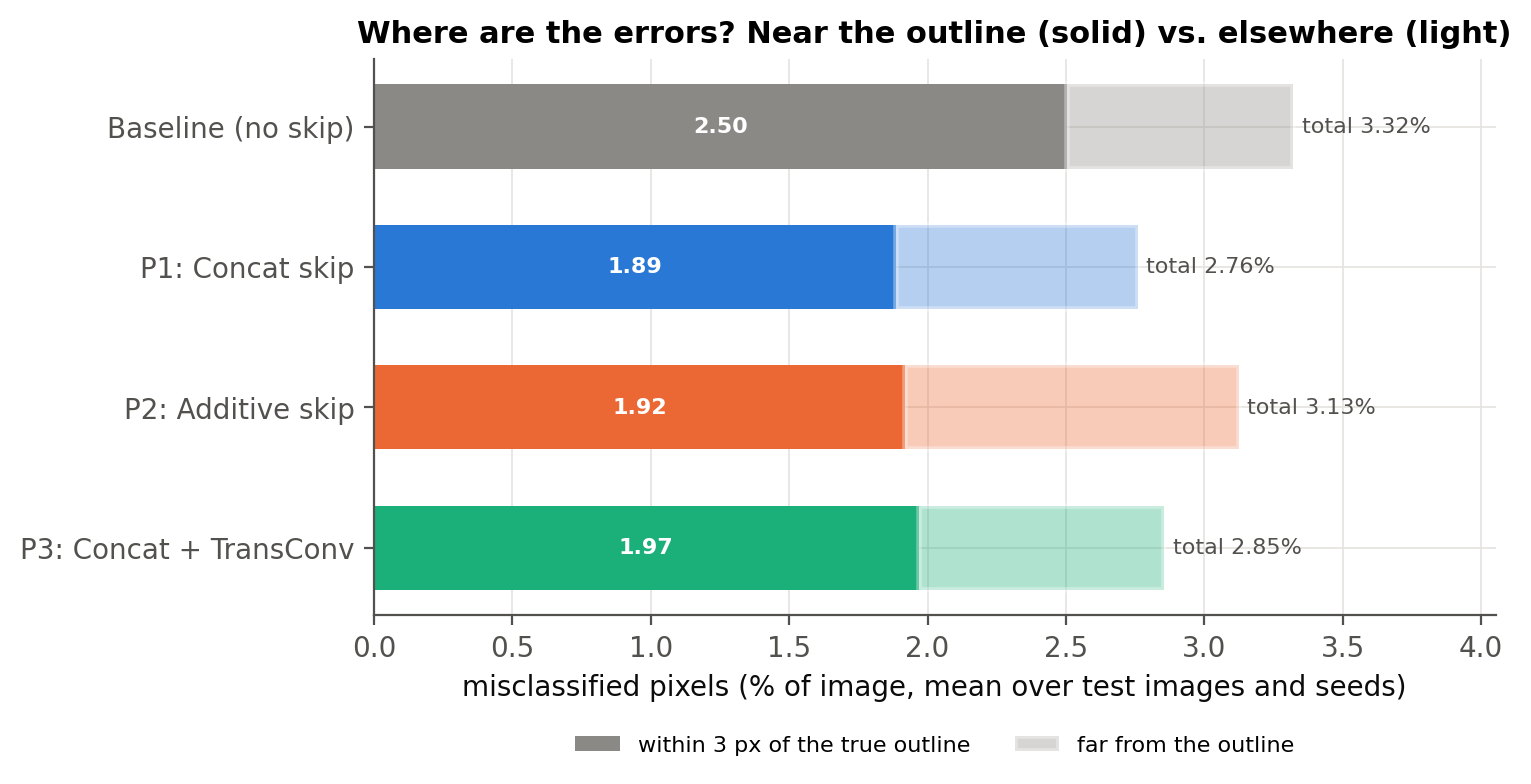 Where are the errors? Near the outline (solid) vs. elsewhere (light)
Baseline (no skip)
2.50
total 3.32%
P1: Concat skip
1.89
total 2.76%
P2: Additive skip
1.92
total 3.13%
P3: Concat + TransConv
1.97
total 2.85%
0.0 0.5 1.0 1.5 2.0 2.5 3.0 3.5 4.0
misclassified pixels (% of image, mean over test images and seeds)
within 3 px of the true outline
far from the outline